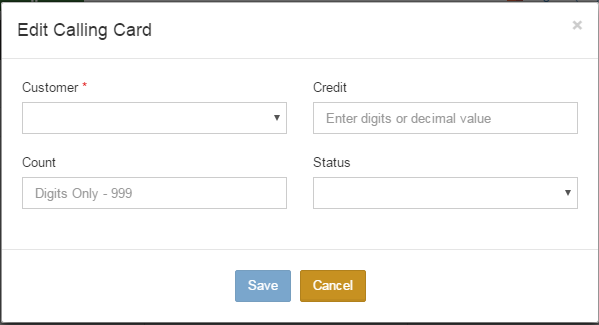 Edit Calling Card ×
Customer * Credit
Enter digits or decimal value
Count Status
Digits Only - 999
Save Cancel